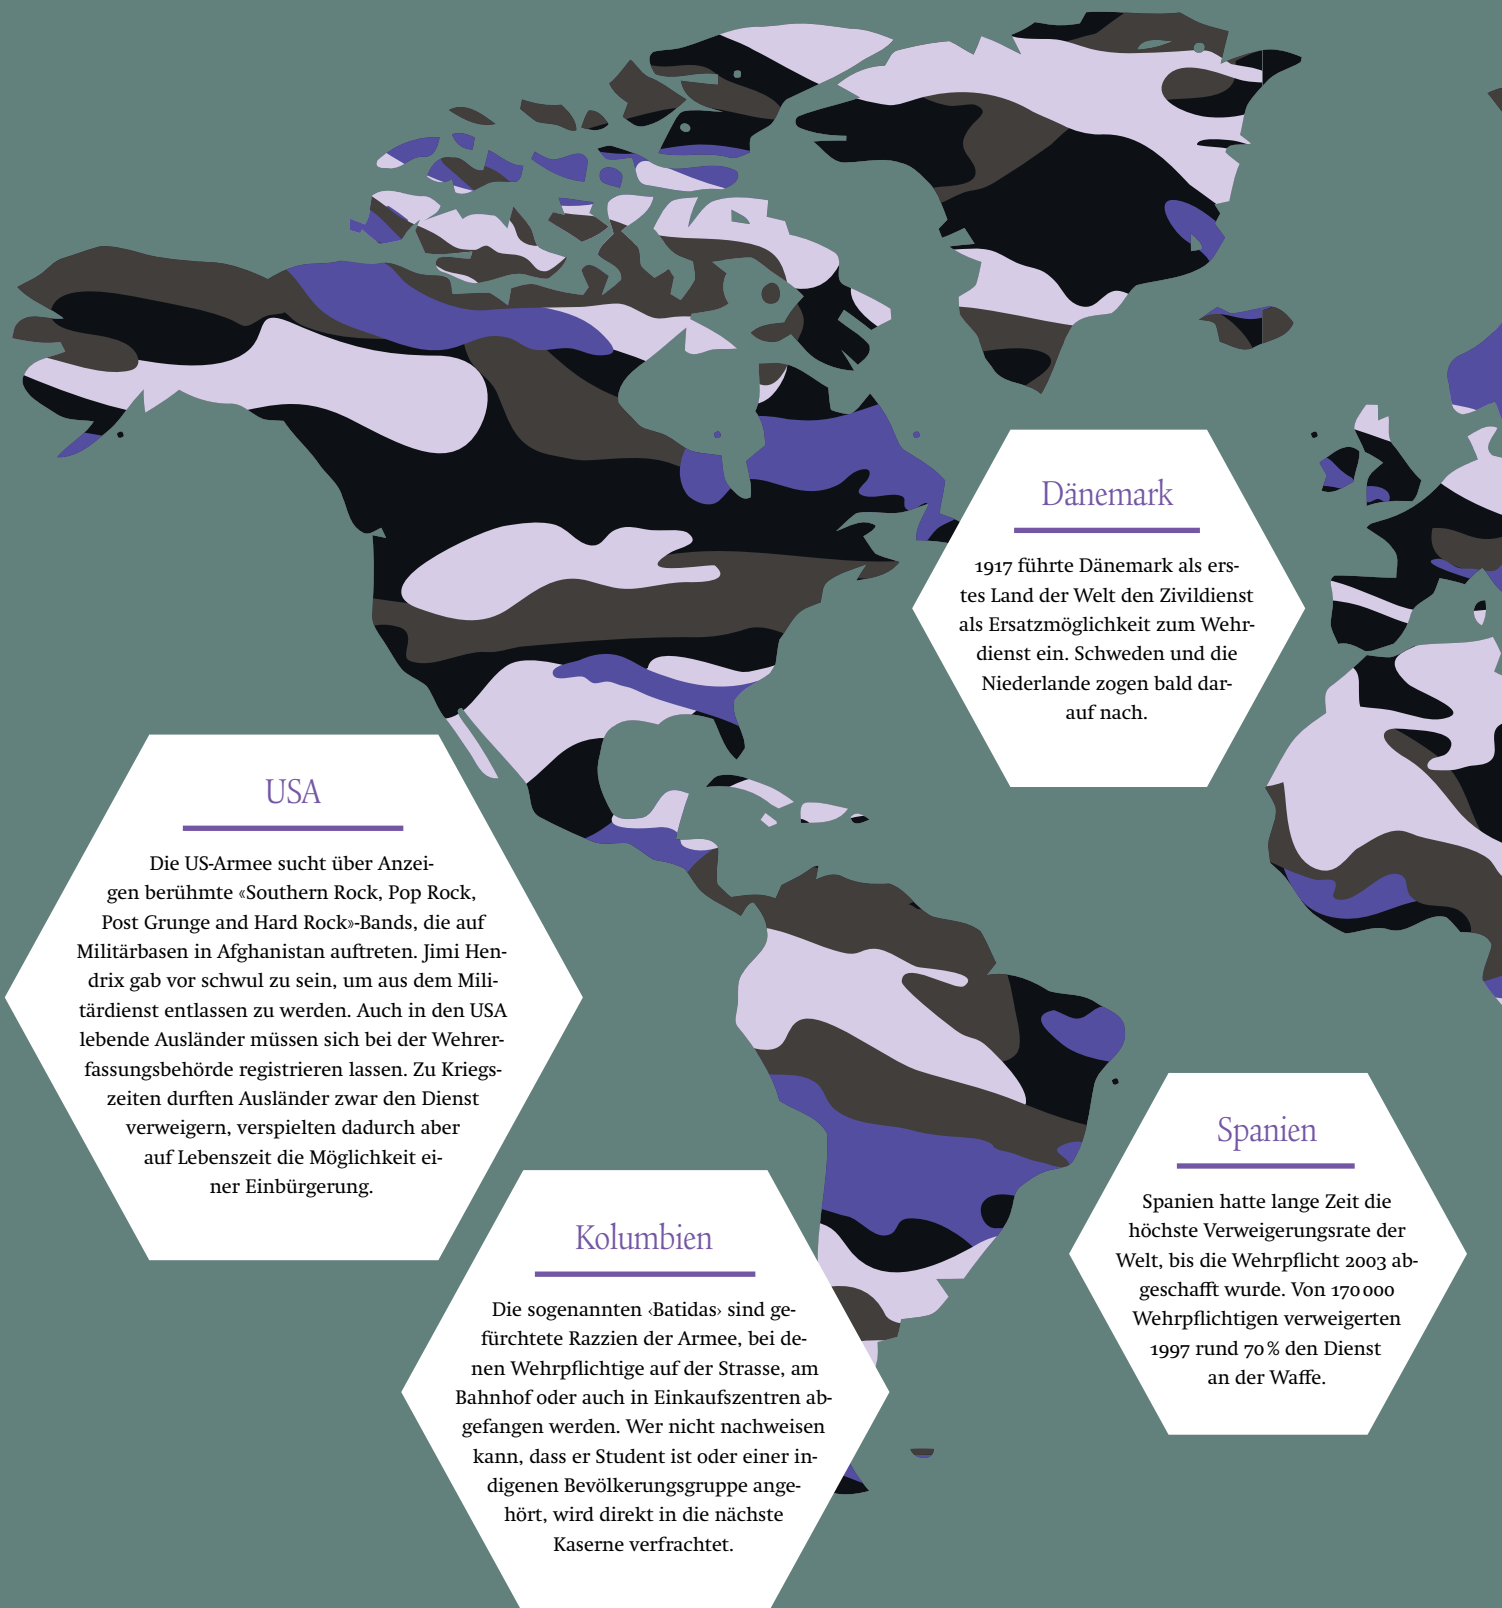 Dänemark
1917 führte Dänemark als ers-
tes Land der Welt den Zivildienst
als Ersatzmöglichkeit zum Wehr-
dienst ein. Schweden und die
Niederlande zogen bald dar-
auf nach.
USA
Die US-Armee sucht über Anzei-
gen berühmte «Southern Rock, Pop Rock,
Post Grunge and Hard Rock»-Bands, die auf
Militärbasen in Afghanistan auftreten. Jimi Hen-
drix gab vor schwul zu sein, um aus dem Mili-
tärdienst entlassen zu werden. Auch in den USA
lebende Ausländer müssen sich bei der Wehrer-
fassungsbehörde registrieren lassen. Zu Kriegs-
zeiten durften Ausländer zwar den Dienst
verweigern, verspielten dadurch aber
auf Lebenszeit die Möglichkeit ei-
ner Einbürgerung.
Kolumbien
Die sogenannten ‹Batidas› sind ge-
fürchtete Razzien der Armee, bei de-
nen Wehrpflichtige auf der Strasse, am
Bahnhof oder auch in Einkaufszentren ab-
gefangen werden. Wer nicht nachweisen
kann, dass er Student ist oder einer in-
digenen Bevölkerungsgruppe ange-
hört, wird direkt in die nächste
Kaserne verfrachtet.
Spanien
Spanien hatte lange Zeit die
höchste Verweigerungsrate der
Welt, bis die Wehrpflicht 2003 ab-
geschafft wurde. Von 170 000
Wehrpflichtigen verweigerten
1997 rund 70 % den Dienst
an der Waffe.